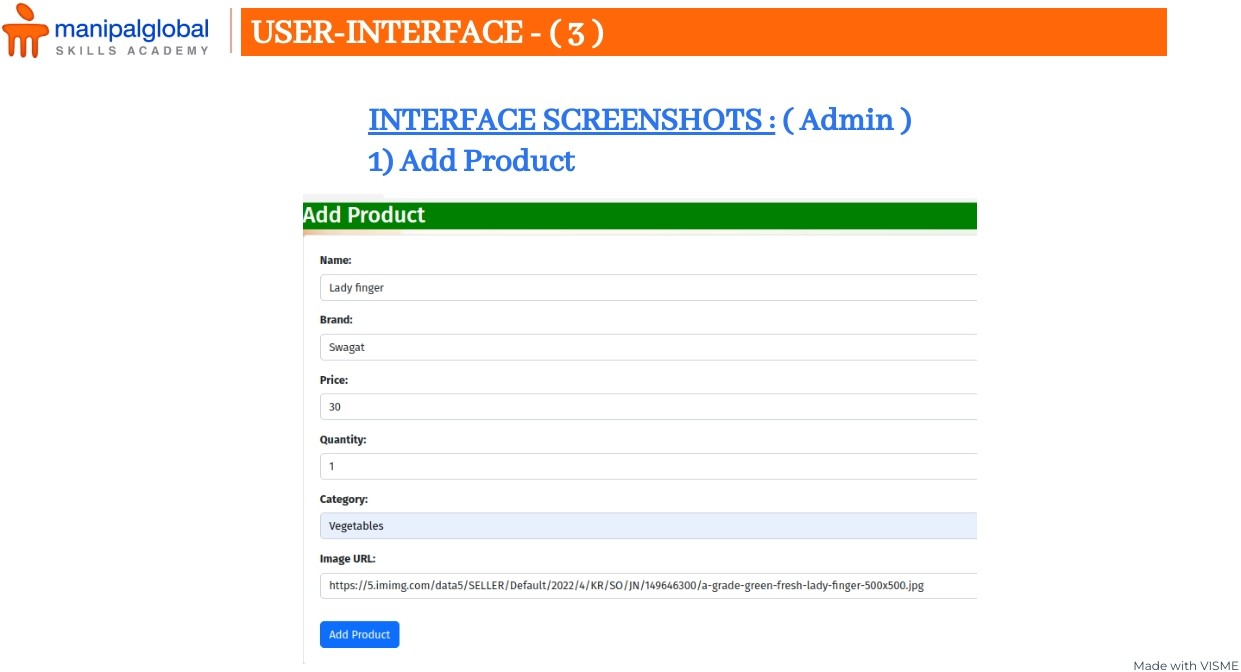 manipalglobal
SKILLS ACADEMY
USER-INTERFACE - ( 3 )
INTERFACE SCREENSHOTS : ( Admin )
1) Add Product
Add Product
Name:
Lady finger
Brand:
Swagat
Price:
30
Quantity:
1
Category:
Vegetables
Image URL:
https://5.imimg.com/data5/SELLER/Default/2022/4/KR/SO/JN/149646300/a-grade-green-fresh-lady-finger-500x500.jpg
Add Product
Made with VISME